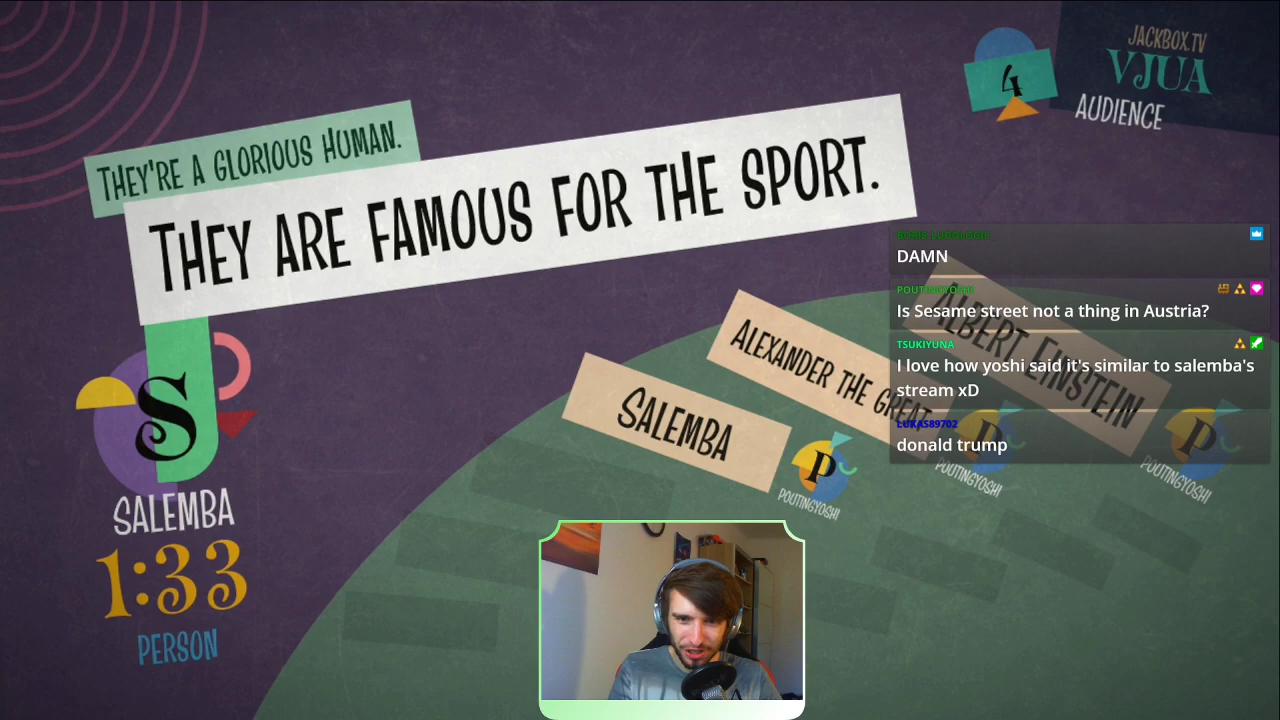 JACKBOX.TV
VJUA
4
AUDIENCE
THEY'RE A GLORIOUS HUMAN.
THEY ARE FAMOUS FOR THE SPORT.
DAMN
POUTINGYOSHI
Is Sesame street not a thing in Austria?
TSUKIYUNA
I love how yoshi said it's similar to salemba's
stream xD
LUKAS89702
donald trump
ALBERT EINSTEIN
ALEXANDER THE GREAT
SALEMBA
P
POUTINGYOSHI
P
POUTINGYOSHI
P
POUTINGYOSHI
S
SALEMBA
1:33
PERSON